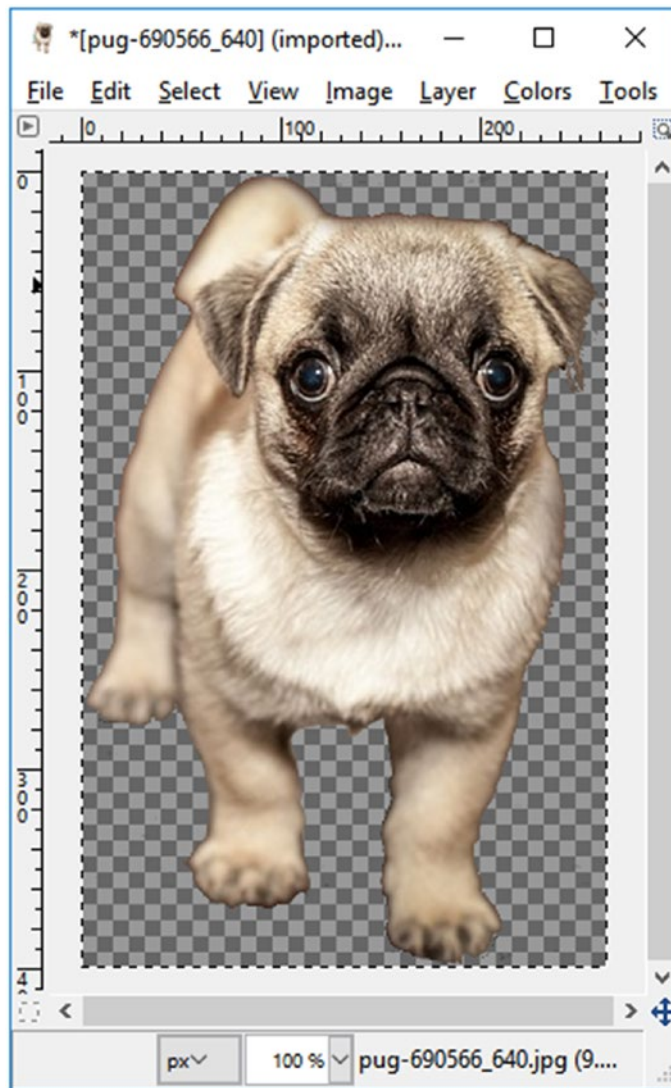 *[pug-690566_640] (imported)...
File Edit Select View Image Layer Colors Tools
0 100 200
0
100
200
300
4
px 100 % pug-690566_640.jpg (9....